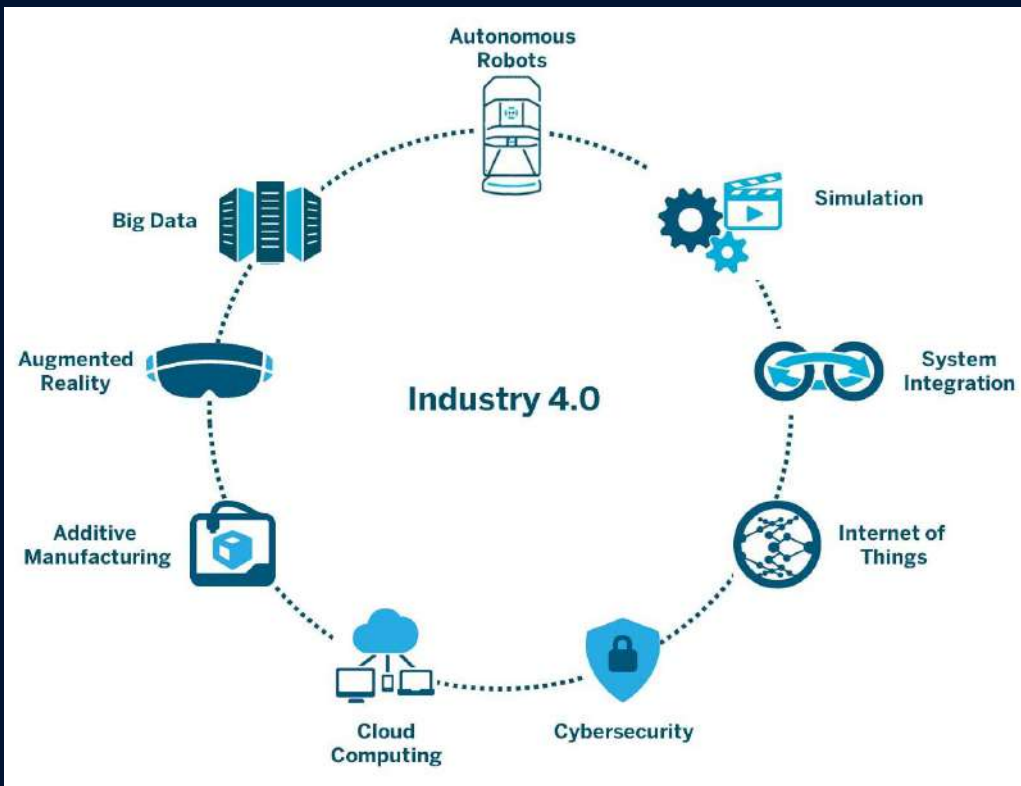 Autonomous
Robots
Simulation
Big Data
Augmented
Reality
Industry 4.0
System
Integration
Additive
Manufacturing
Internet of
Things
Cloud
Computing
Cybersecurity